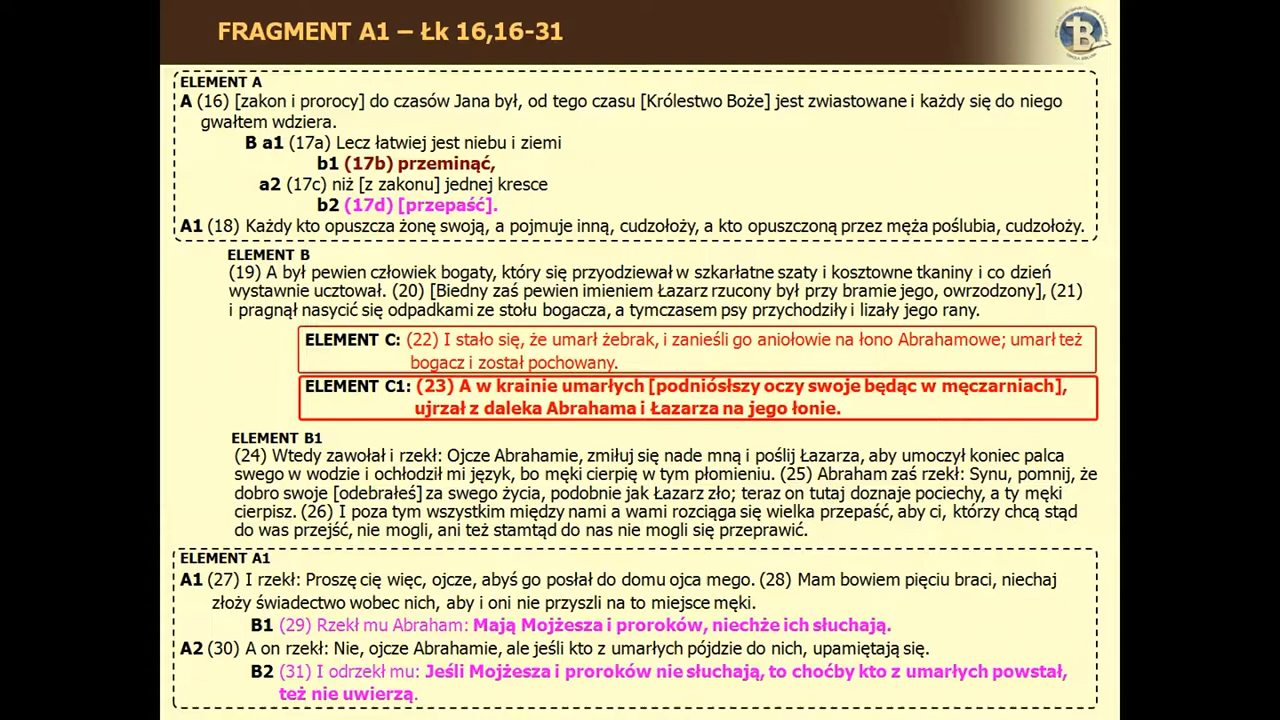 FRAGMENT A1 – Łk 16,16-31
ELEMENT A
A (16) [zakon i prorocy] do czasów Jana był, od tego czasu [Królestwo Boże] jest zwiastowane i każdy się do niego
gwałtem wdziera.
B a1 (17a) Lecz łatwiej jest niebu i ziemi
b1 (17b) przeminąć,
a2 (17c) niż [z zakonu] jednej kresce
b2 (17d) [przepaść].
A1 (18) Każdy kto opuszcza żonę swoją, a pojmuje inną, cudzołoży, a kto opuszczoną przez męża poślubia, cudzołoży.
ELEMENT B
(19) A był pewien człowiek bogaty, który się przyodziewał w szkarłatne szaty i kosztowne tkaniny i co dzień
wystawnie ucztował. (20) [Biedny zaś pewien imieniem Łazarz rzucony był przy bramie jego, owrzodzony], (21)
i pragnął nasycić się odpadkami ze stołu bogacza, a tymczasem psy przychodziły i lizały jego rany.
ELEMENT C: (22) I stało się, że umarł żebrak, i zanieśli go aniołowie na łono Abrahamowe; umarł też
bogacz i został pochowany.
ELEMENT C1: (23) A w krainie umarłych [podniósłszy oczy swoje będąc w męczarniach],
ujrzał z daleka Abrahama i Łazarza na jego łonie.
ELEMENT B1
(24) Wtedy zawołał i rzekł: Ojcze Abrahamie, zmiłuj się nade mną i poślij Łazarza, aby umoczył koniec palca
swego w wodzie i ochłodził mi język, bo męki cierpię w tym płomieniu. (25) Abraham zaś rzekł: Synu, pomnij, że
dobro swoje [odebrałeś] za swego życia, podobnie jak Łazarz zło; teraz on tutaj doznaje pociechy, a ty męki
cierpisz. (26) I poza tym wszystkim między nami a wami rozciąga się wielka przepaść, aby ci, którzy chcą stąd
do was przejść, nie mogli, ani też stamtąd do nas nie mogli się przeprawić.
ELEMENT A1
A1 (27) I rzekł: Proszę cię więc, ojcze, abyś go posłał do domu ojca mego. (28) Mam bowiem pięciu braci, niechaj
złoży świadectwo wobec nich, aby i oni nie przyszli na to miejsce męki.
B1 (29) Rzekł mu Abraham: Mają Mojżesza i proroków, niechże ich słuchają.
A2 (30) A on rzekł: Nie, ojcze Abrahamie, ale jeśli kto z umarłych pójdzie do nich, upamiętają się.
B2 (31) I odrzekł mu: Jeśli Mojżesza i proroków nie słuchają, to choćby kto z umarłych powstał,
też nie uwierzą.